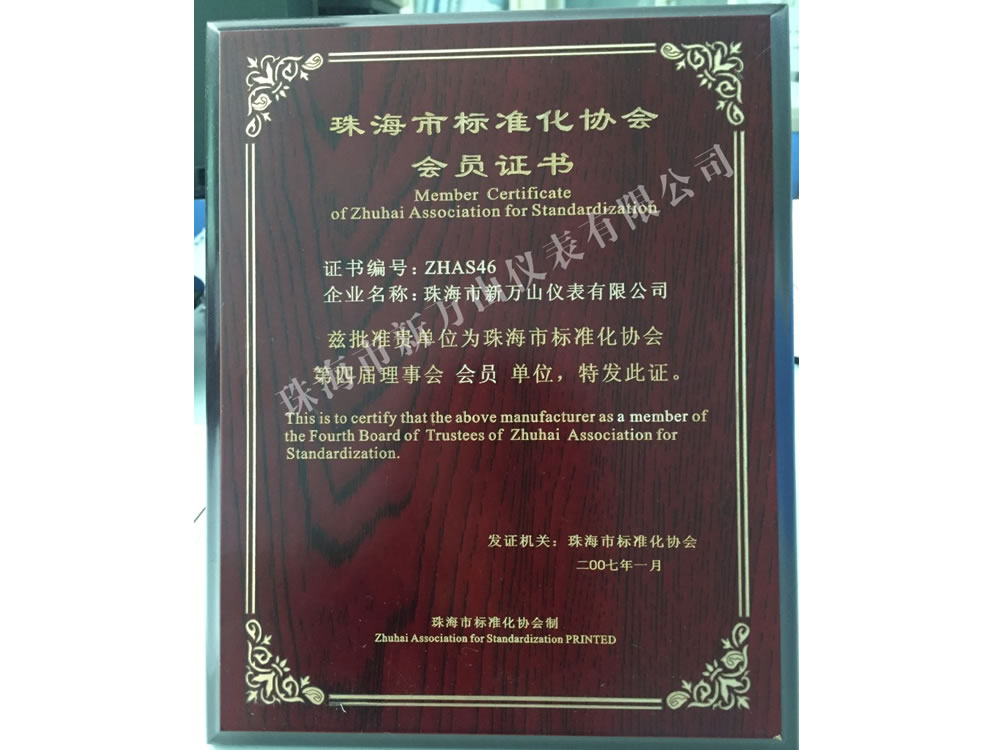 珠海市标准化协会
会员证书
Member Certificate
of Zhuhai Association for Standardization
证书编号: ZHAS46
企业名称: 珠海市新万山仪表有限公司
兹批准贵单位为珠海市标准化协会
第四届理事会 会员 单位，特发此证。
This is to certify that the above manufacturer as a member of
the Fourth Board of Trustees of Zhuhai Association for
Standardization.
发证机关: 珠海市标准化协会
二00七年一月
珠海市标准化协会制
Zhuhai Association for Standardization PRINTED
珠海市新万山仪表有限公司